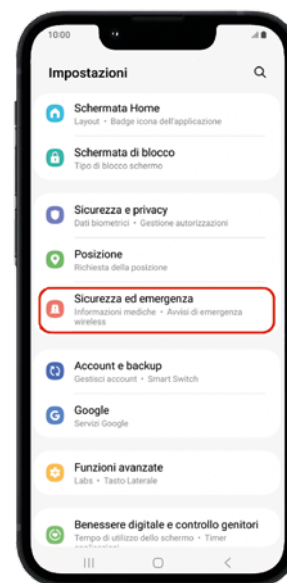 10:00
Impostazioni
Schermata Home
Layout • Badge icona dell'applicazione
Schermata di blocco
Tipo di blocco schermo
Sicurezza e privacy
Dati biometrici • Gestione autorizzazioni
Posizione
Richiesta della posizione
Sicurezza ed emergenza
Informazioni mediche • Avvisi di emergenza
wireless
Account e backup
Gestisci account • Smart Switch
Google
Servizi Google
Funzioni avanzate
Labs • Tasto Laterale
Benessere digitale e controllo genitori
Tempo di utilizzo dello schermo • Timer